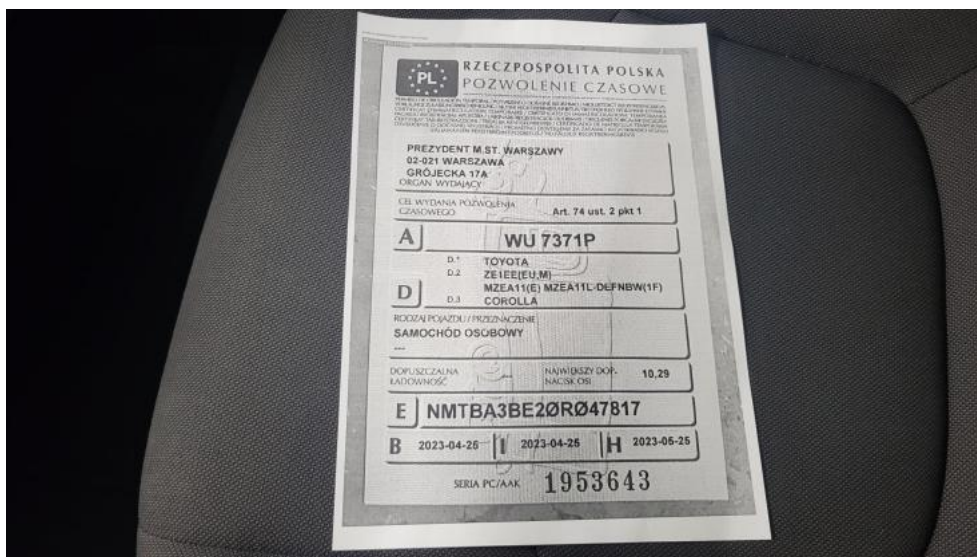 PL
RZECZPOSPOLITA POLSKA
POZWOLENIE CZASOWE
PREZYDENT M.ST. WARSZAWY
02-021 WARSZAWA
GRÓJECKA 17A
ORGAN WYDAJĄCY
CEL WYDANIA POZWOLENIA
CZASOWEGO
Art. 74 ust. 2 pkt 1
A WU 7371P
D.1 TOYOTA
D.2 ZE1EE(EU,M)
MZEA11(E) MZEA11L-DEFNBW(1F)
D
D.3 COROLLA
RODZAJ POJAZDU / PRZEZNACZENIE
SAMOCHÓD OSOBOWY
---
DOPUSZCZALNA ŁADOWNOŚĆ
---
NAJWIĘKSZY DOP. NACISK OSI
10,29
E NMTBA3BE2ØRØ47817
B 2023-04-25 I 2023-04-25 H 2023-05-25
SERIA PC/AAK 1953643